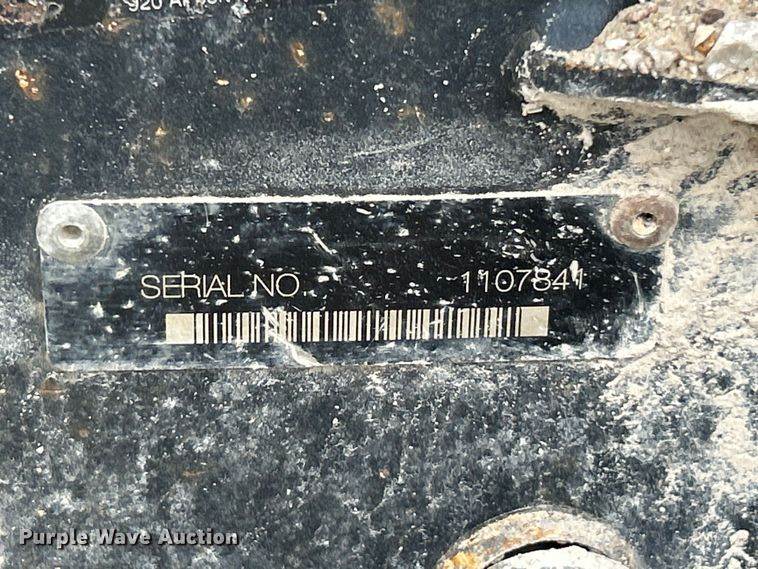 SERIAL NO. 1107841
Purple Wave Auction®